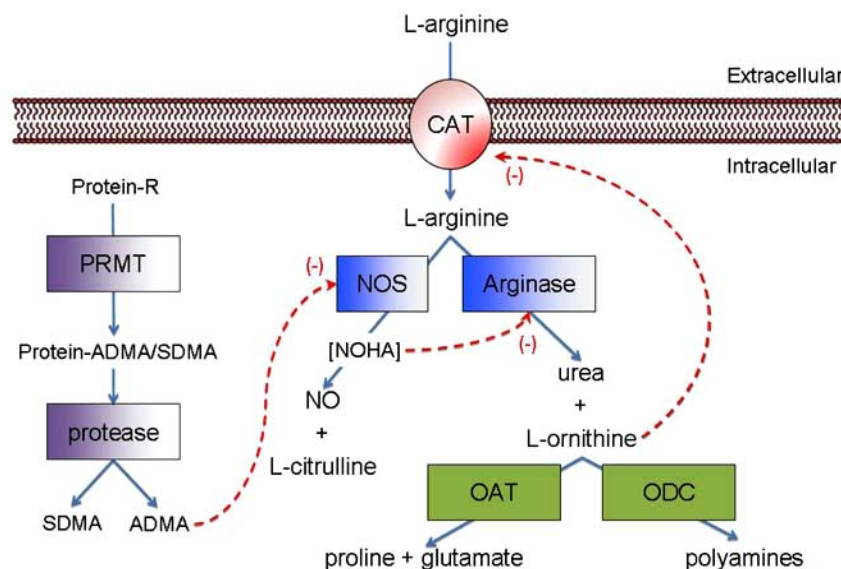 L-arginine
Extracellular
CAT
Intracellular
(-)
Protein-R
L-arginine
PRMT
(-)
NOS
Arginase
Protein-ADMA/SDMA
[NOHA]
(-)
urea
NO
+
+
protease
L-ornithine
L-citrulline
OAT
ODC
SDMA
ADMA
proline + glutamate
polyamines